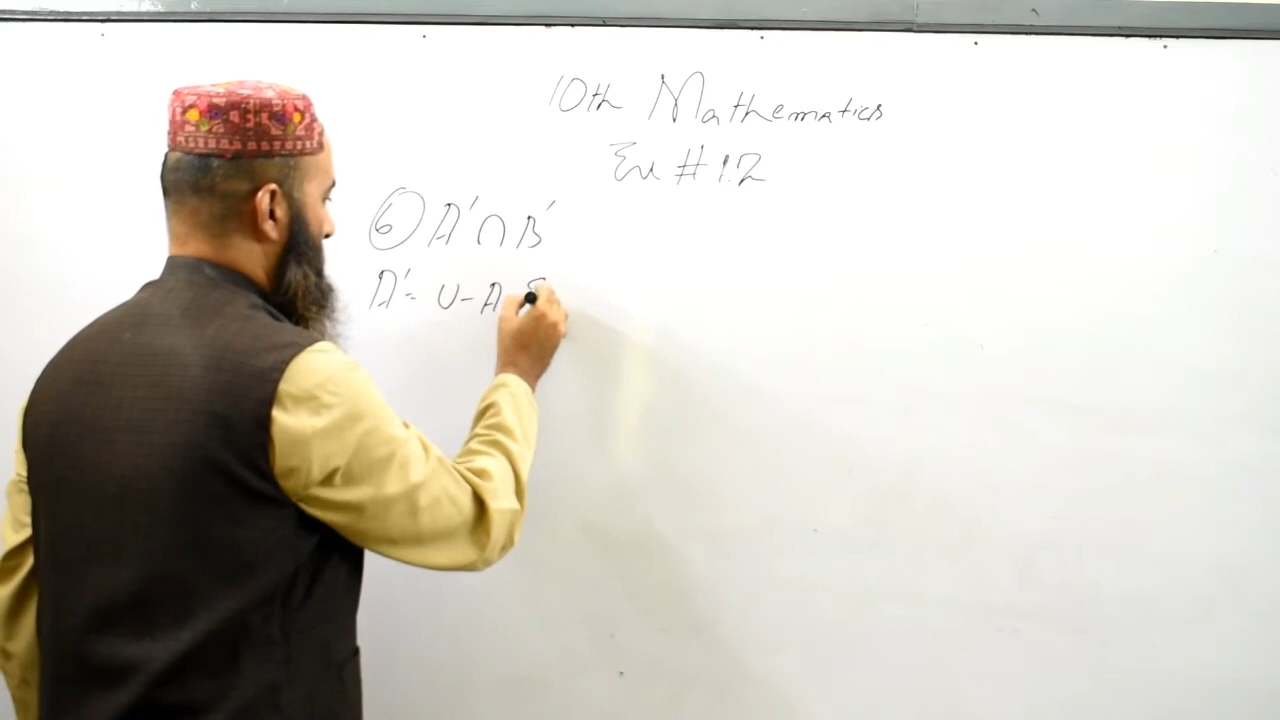 10th Mathematics
Ex # 1.2
6 A' ∩ B'
A' = U - A